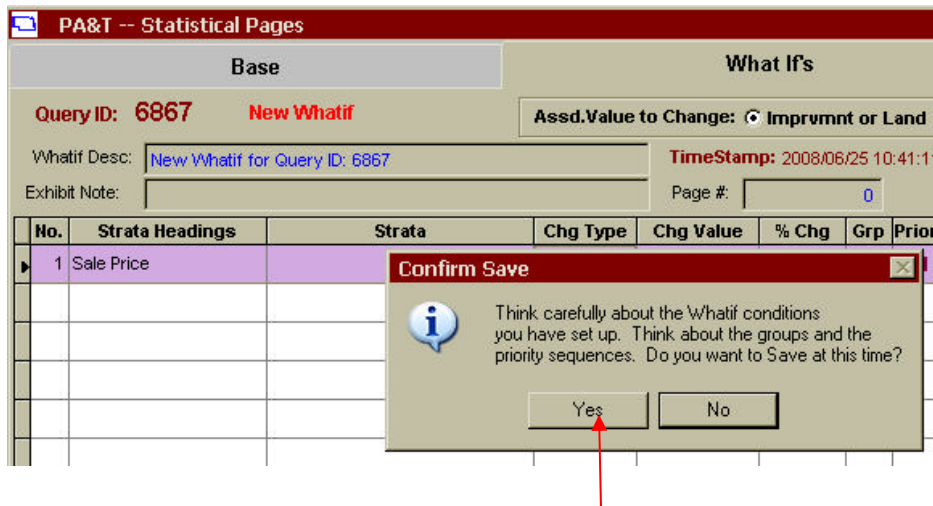 PA&T -- Statistical Pages
Base
What If's
Query ID: 6867 New Whatif
Assd.Value to Change: Imprvmnt or Land
Whatif Desc: New Whatif for Query ID: 6867
TimeStamp: 2008/06/25 10:41:1
Exhibit Note:
Page #: 0
No. Strata Headings Strata Chg Type Chg Value % Chg Grp Prior
1 Sale Price
Confirm Save
Think carefully about the Whatif conditions
you have set up. Think about the groups and the
priority sequences. Do you want to Save at this time?
Yes No